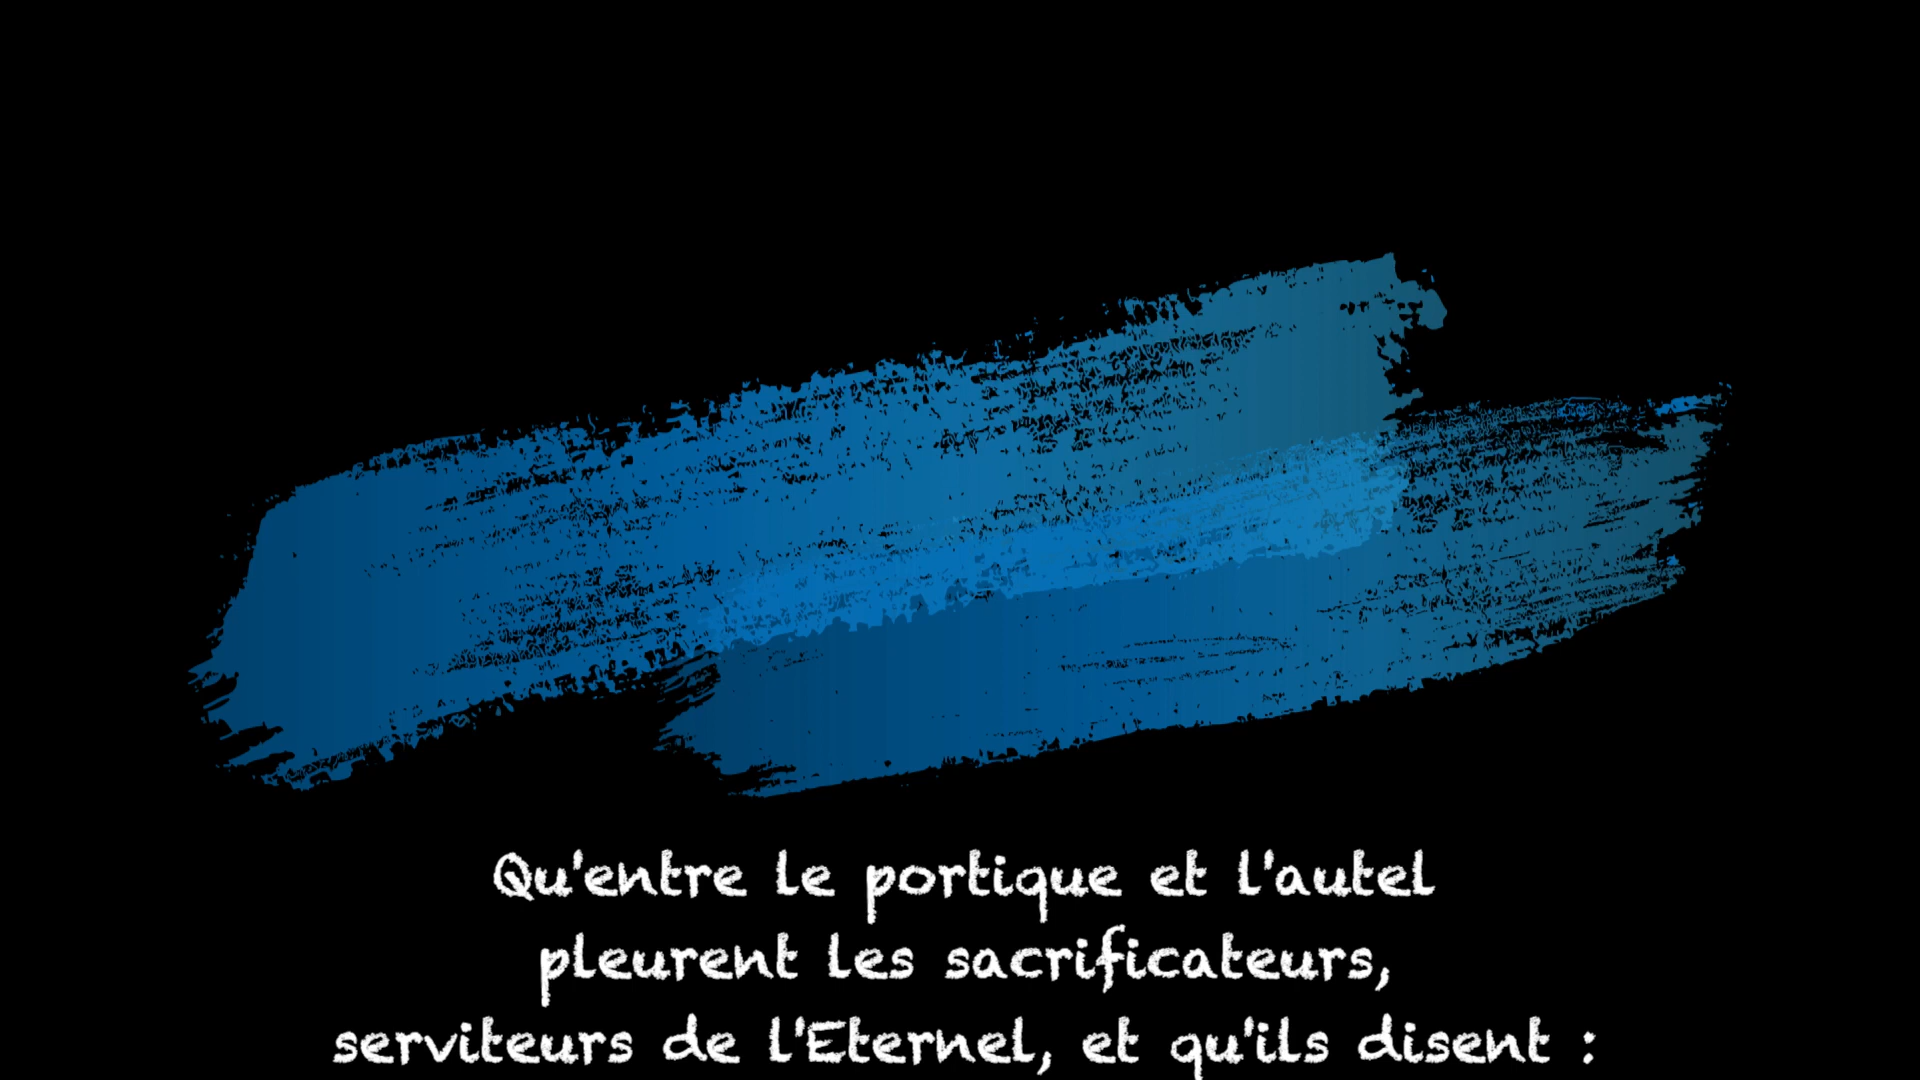 Qu'entre le portique et l'autel
pleurent les sacrificateurs,
serviteurs de l'Eternel, et qu'ils disent :